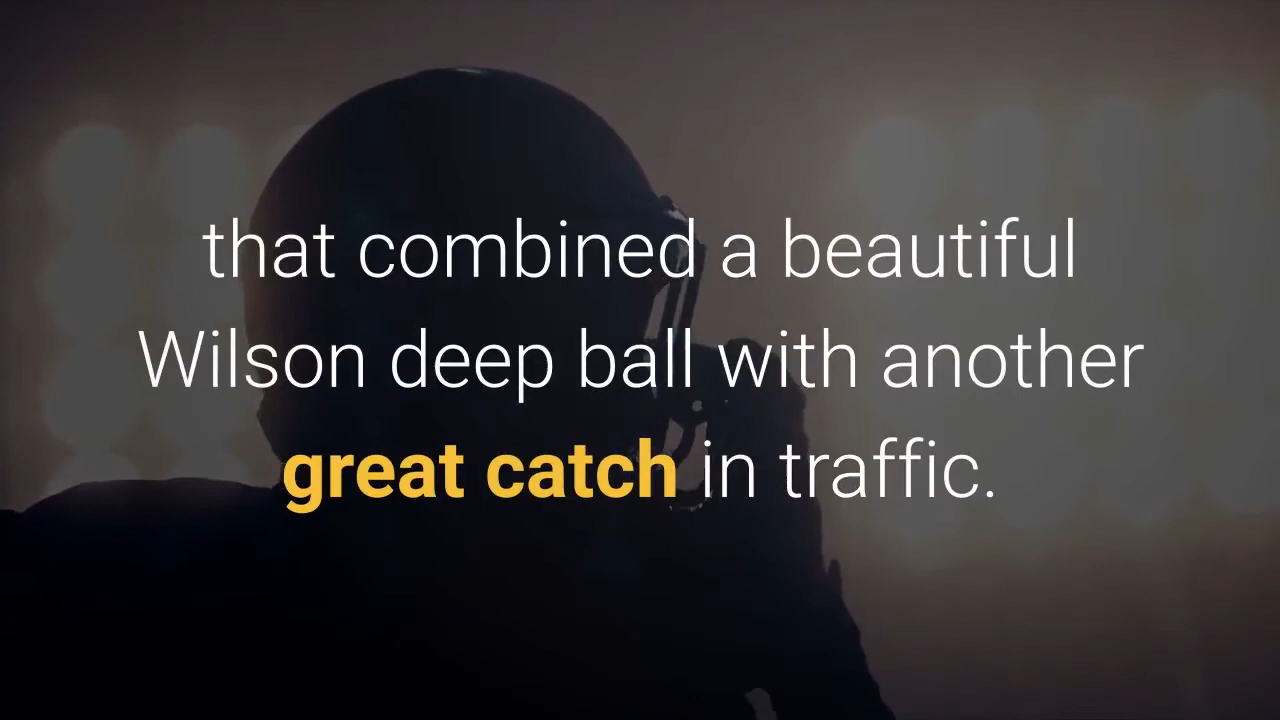 that combined a beautiful
Wilson deep ball with another
great catch in traffic.